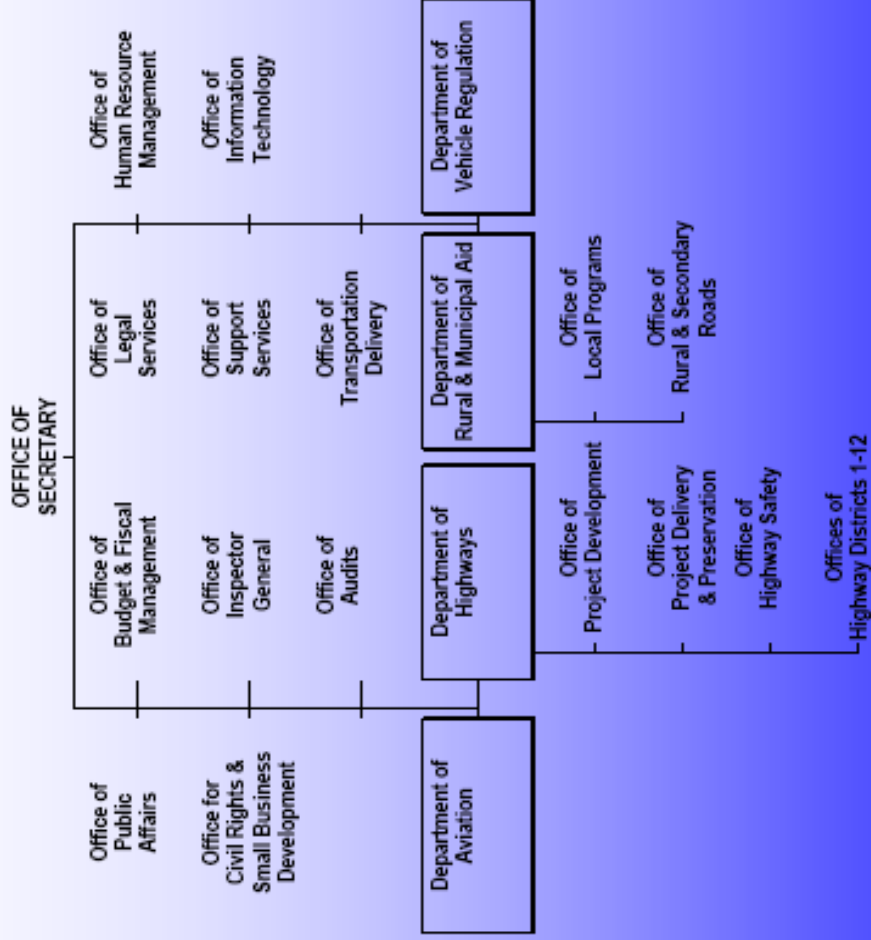 OFFICE OF
SECRETARY
Office of
Public
Affairs
Office of
Budget & Fiscal
Management
Office of
Legal
Services
Office of
Human Resource
Management
Office for
Civil Rights &
Small Business
Development
Office of
Inspector
General
Office of
Support
Services
Office of
Information
Technology
Office of
Audits
Office of
Transportation
Delivery
Department of
Aviation
Department of
Highways
Department of
Rural & Municipal Aid
Department of
Vehicle Regulation
Office of
Project Development
Office of
Project Delivery
& Preservation
Office of
Highway Safety
Offices of
Highway Districts 1-12
Office of
Local Programs
Office of
Rural & Secondary
Roads